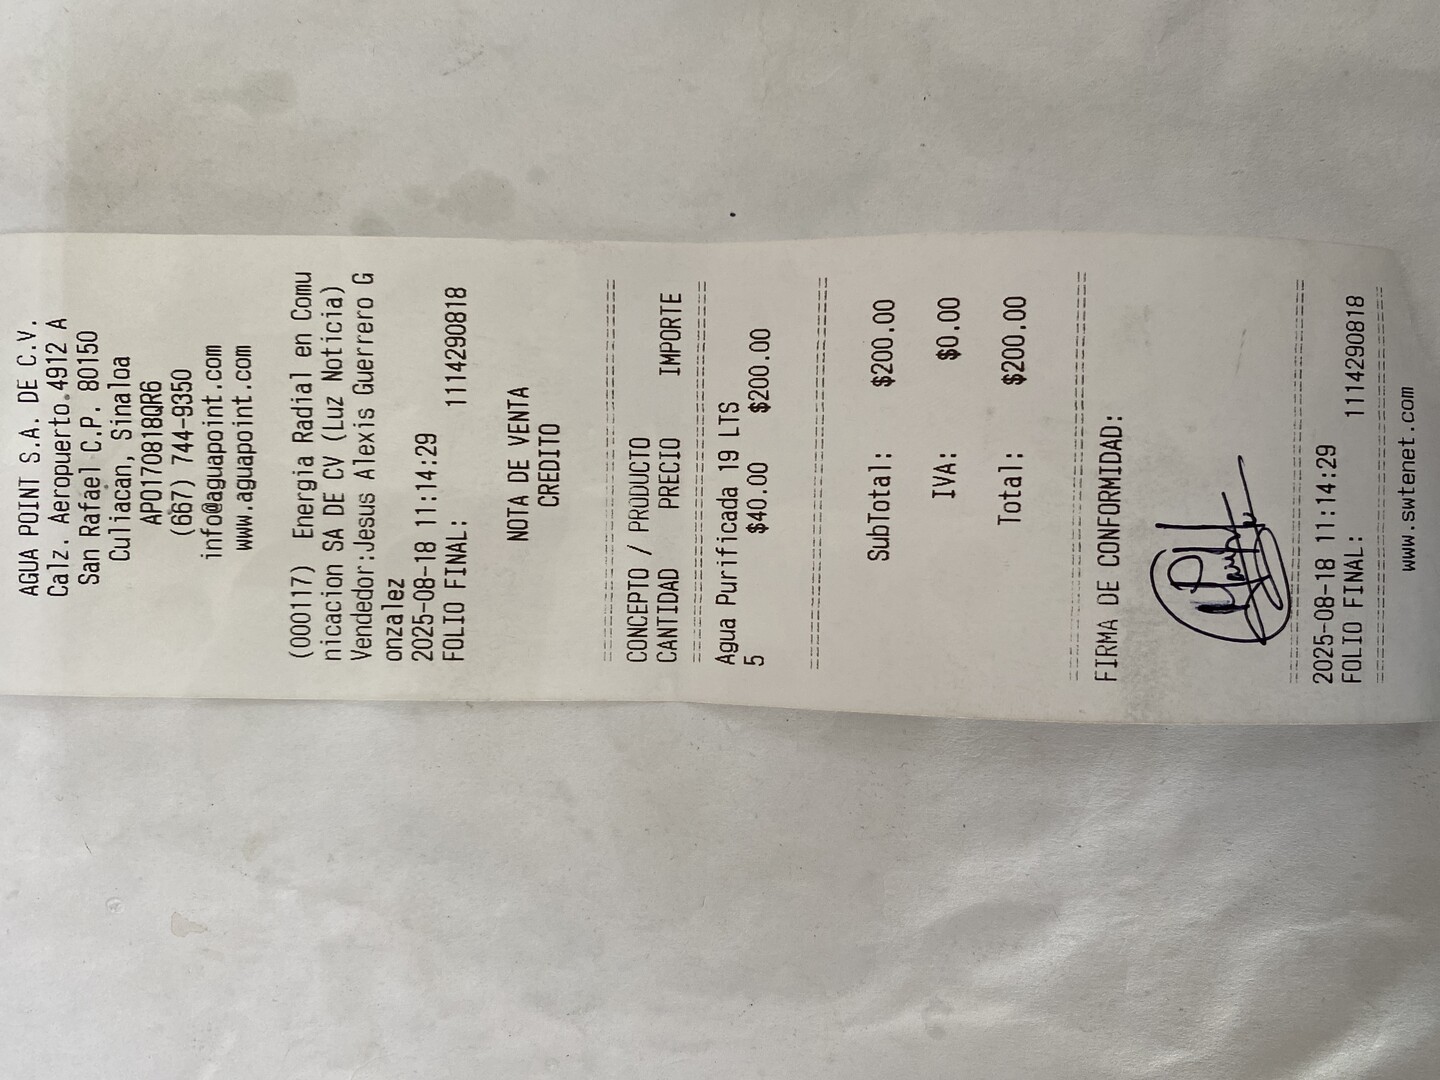 AGUA POINT S.A. DE C.V.
Calz. Aeropuerto 4912 A
San Rafael C.P. 80150
Culiacan, Sinaloa
APO170818QR6
(667) 744-9350
info@aguapoint.com
www.aguapoint.com
(000117) Energia Radial en Comu
nicacion SA DE CV (Luz Noticia)
Vendedor:Jesus Alexis Guerrero G
onzalez
2025-08-18 11:14:29
FOLIO FINAL: 1114290818
NOTA DE VENTA
CREDITO
CONCEPTO / PRODUCTO
CANTIDAD PRECIO IMPORTE
Agua Purificada 19 LTS
5 $40.00 $200.00
SubTotal: $200.00
IVA: $0.00
Total: $200.00
FIRMA DE CONFORMIDAD:
2025-08-18 11:14:29
FOLIO FINAL: 1114290818
www.swtenet.com